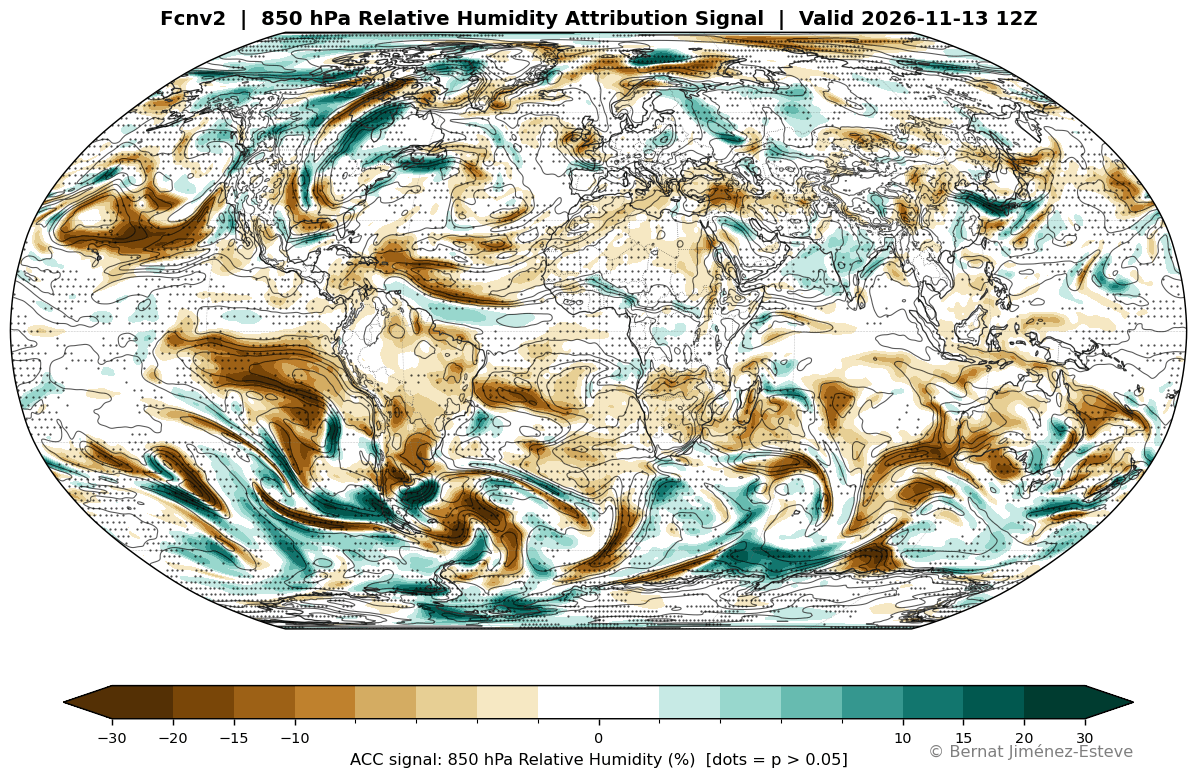 Fcnv2 | 850 hPa Relative Humidity Attribution Signal | Valid 2026-11-13 12Z
−30 −20 −15 −10 0 10 15 20 30
ACC signal: 850 hPa Relative Humidity (%) [dots = p > 0.05]
© Bernat Jiménez-Esteve